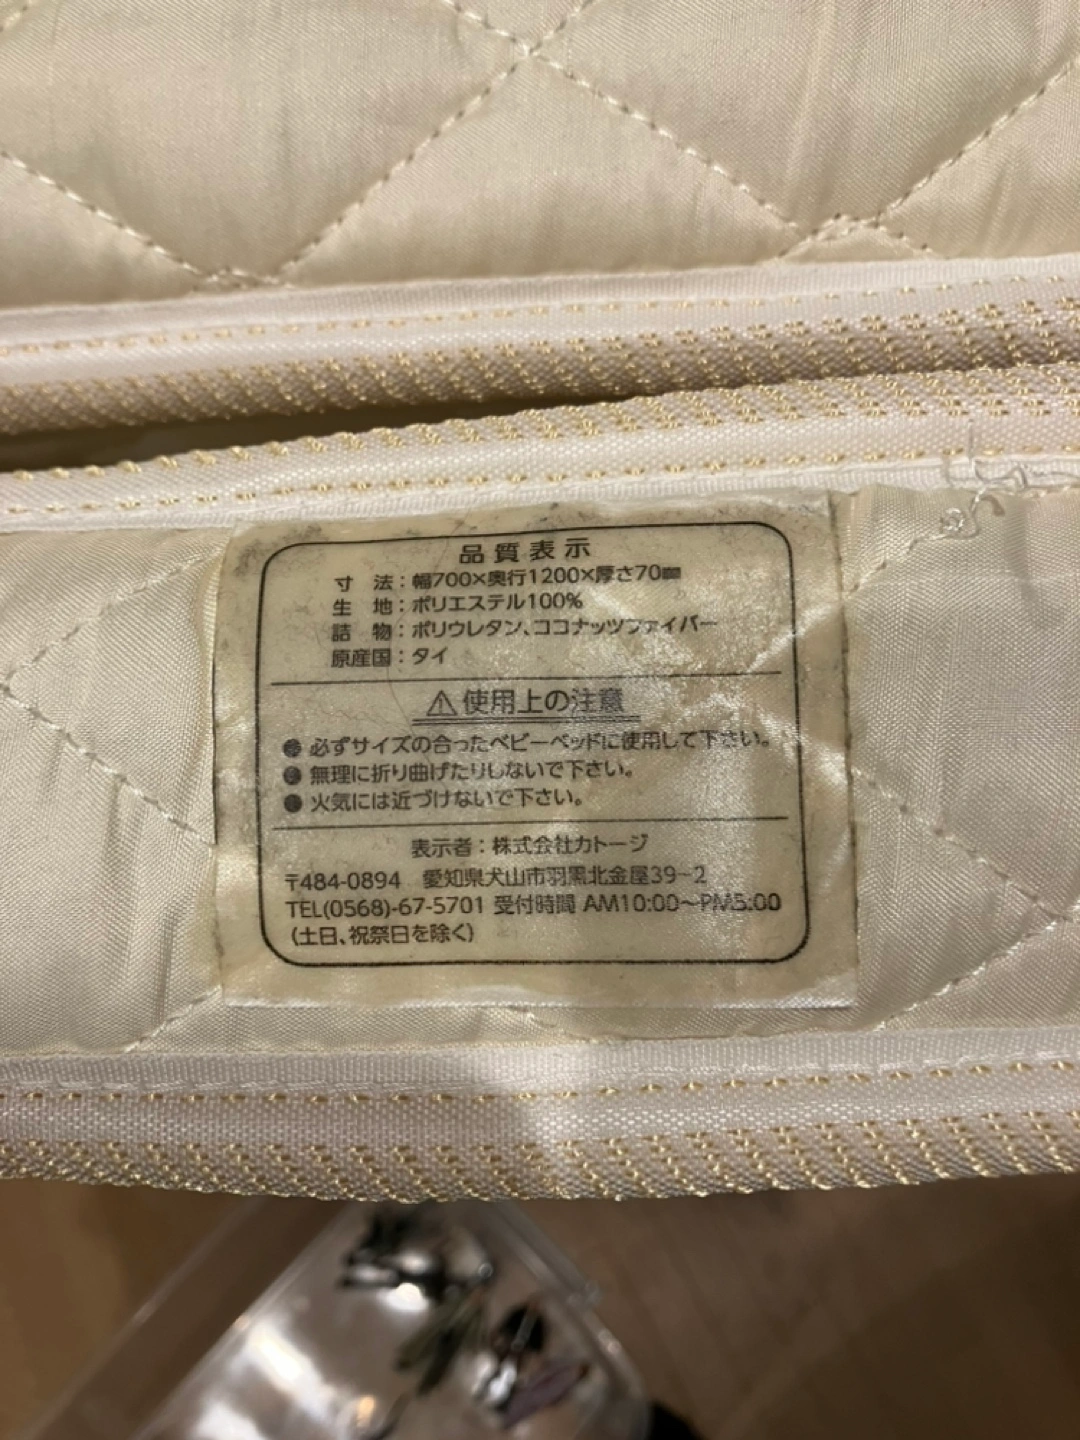 品質表示
寸　法：幅700×奥行1200×厚さ70㎜
生　地：ポリエステル100%
詰　物：ポリウレタン、ココナッツファイバー
原産国：タイ
⚠使用上の注意
●必ずサイズの合ったベビーベッドに使用して下さい。
●無理に折り曲げたりしないで下さい。
●火気には近づけないで下さい。
表示者：株式会社カトージ
〒484-0894　愛知県犬山市羽黒北金屋39−2
TEL(0568)-67-5701 受付時間 AM10:00〜PM5:00
(土日、祝祭日を除く)